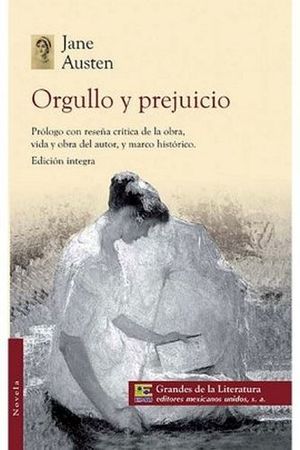 Jane
Austen
Orgullo y prejuicio
Prólogo con reseña crítica de la obra,
vida y obra del autor, y marco histórico.
Edición íntegra
Novela
Grandes de la Literatura
editores mexicanos unidos, s. a.